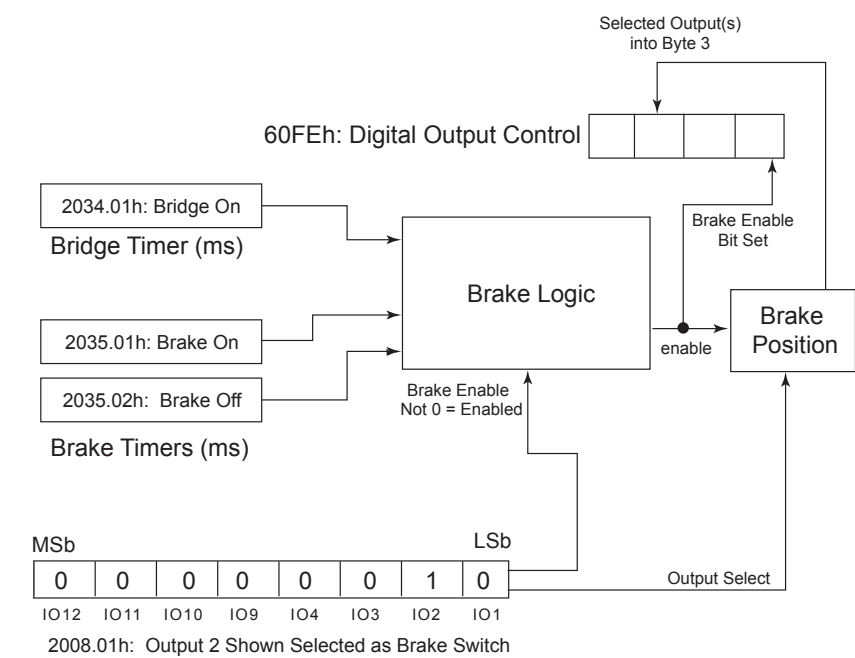 Selected Output(s)
into Byte 3
60FEh: Digital Output Control
2034.01h: Bridge On
Bridge Timer (ms)
Brake Enable
Bit Set
Brake Logic
2035.01h: Brake On
enable
Brake
Position
2035.02h: Brake Off
Brake Enable
Not 0 = Enabled
Brake Timers (ms)
MSb LSb
0 0 0 0 0 0 1 0
Output Select
IO12 IO11 IO10 IO9 IO4 IO3 IO2 IO1
2008.01h: Output 2 Shown Selected as Brake Switch